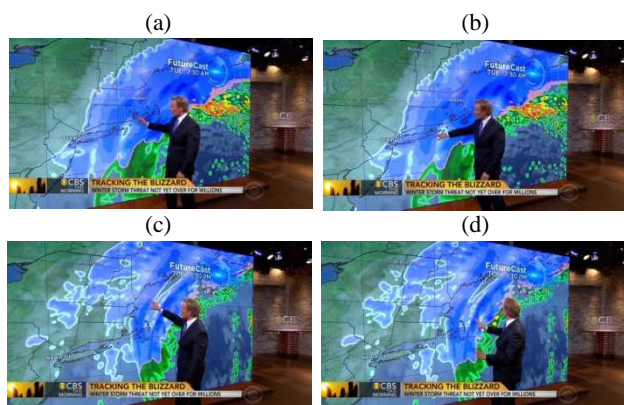 (a)
(b)
FutureCast
TUE 7:30 AM
CBS
MORNING
TRACKING THE BLIZZARD
WINTER STORM THREAT NOT YET OVER FOR MILLIONS
FutureCast
TUE 7:30 AM
CBS
MORNING
TRACKING THE BLIZZARD
WINTER STORM THREAT NOT YET OVER FOR MILLIONS
(c)
(d)
FutureCast
CBS
MORNING
TRACKING THE BLIZZARD
WINTER STORM THREAT NOT YET OVER FOR MILLIONS
FutureCast
CBS
MORNING
TRACKING THE BLIZZARD
WINTER STORM THREAT NOT YET OVER FOR MILLIONS